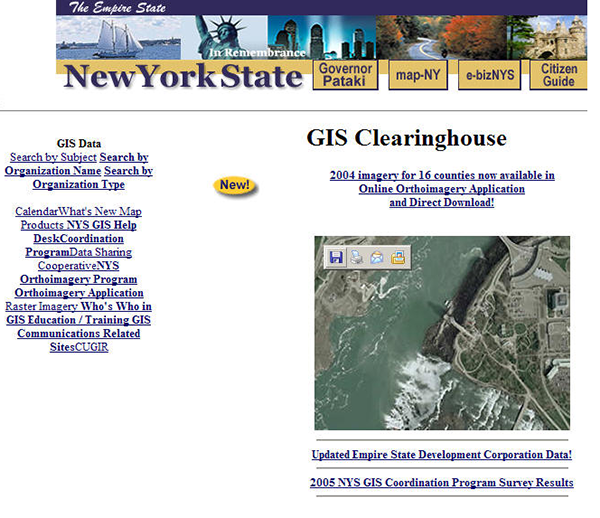 The Empire State
In Remembrance
NewYorkState
Governor
Pataki
map-NY
e-bizNYS
Citizen
Guide
GIS Data
Search by Subject Search by
Organization Name Search by
Organization Type
CalendarWhat's New Map
Products NYS GIS Help
DeskCoordination
ProgramData Sharing
CooperativeNYS
Orthoimagery Program
Orthoimagery Application
Raster Imagery Who's Who in
GIS Education / Training GIS
Communications Related
SitesCUGIR
New!
GIS Clearinghouse
2004 imagery for 16 counties now available in
Online Orthoimagery Application
and Direct Download!
Updated Empire State Development Corporation Data!
2005 NYS GIS Coordination Program Survey Results